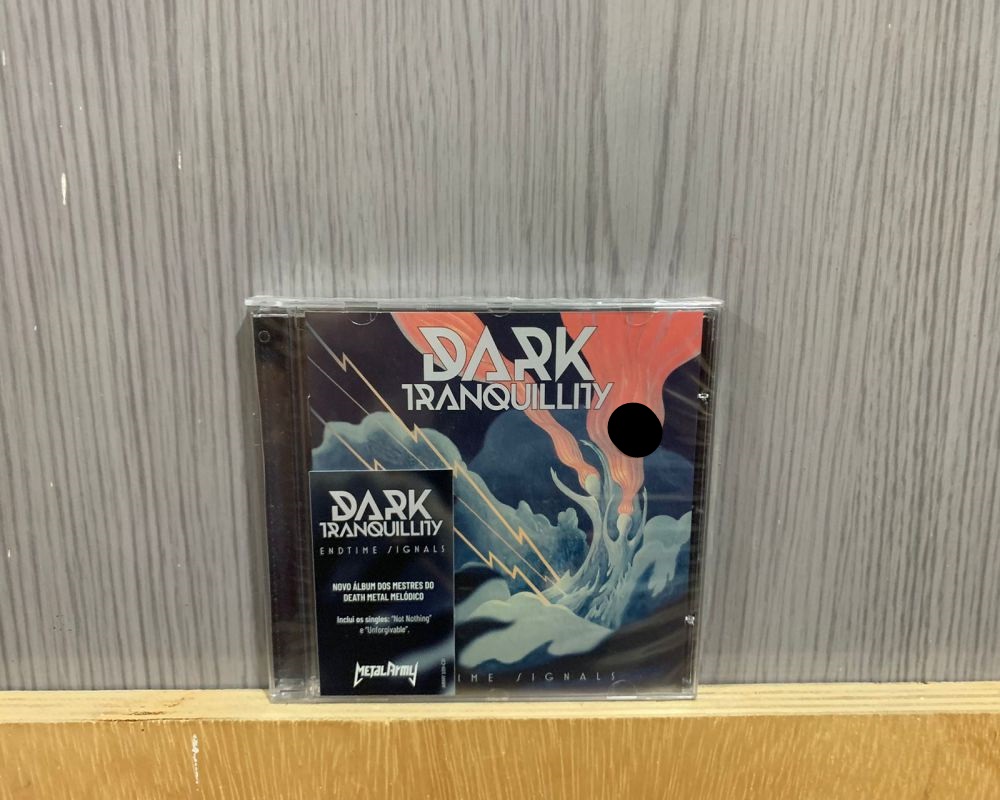 DARK
TRANQUILLITY
DARK
TRANQUILLITY
ENDTIME SIGNALS
NOVO ÁLBUM DOS MESTRES DO
DEATH METAL MELÓDICO
Inclui os singles: "Not Nothing"
e "Unforgivable".
METAL ARMY
IME SIGNALS